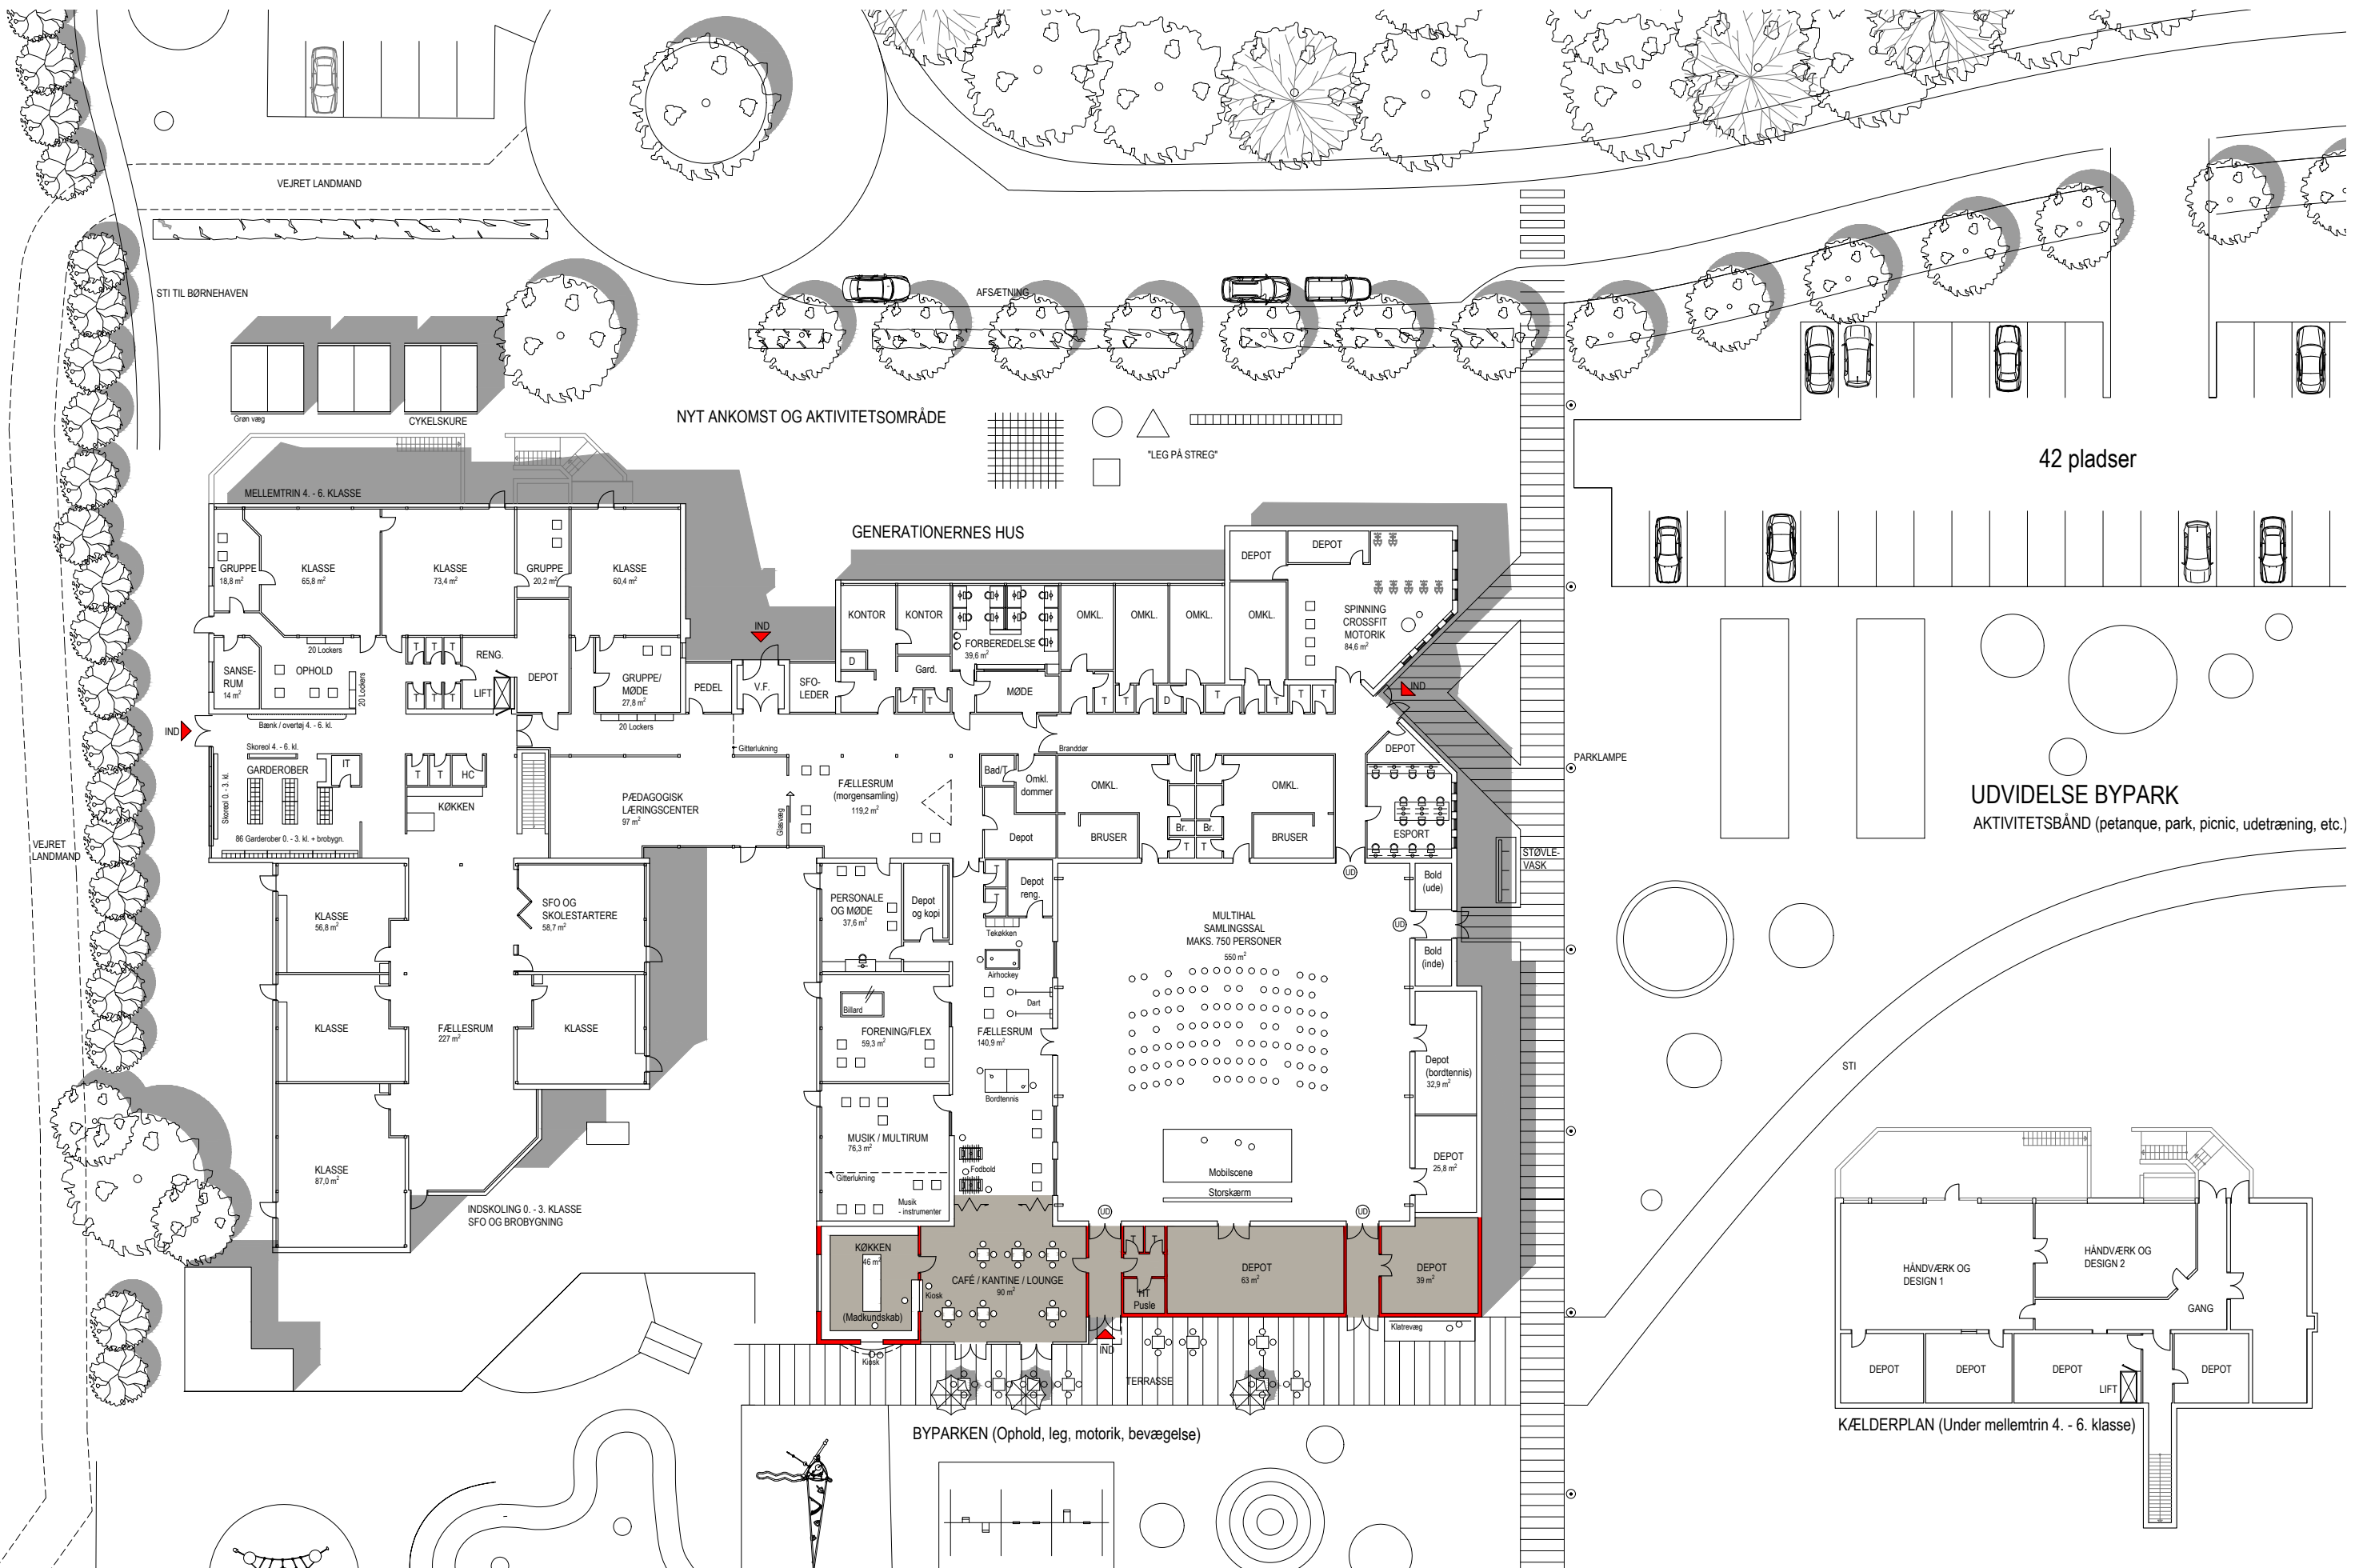 VEJRET LANDMAND
STI TIL BØRNEHAVEN
AFSÆTNING
Grøn væg
CYKELSKURE
NYT ANKOMST OG AKTIVITETSOMRÅDE
"LEG PÅ STREG"
42 pladser
MELLEMTRIN 4. - 6. KLASSE
GENERATIONERNES HUS
GRUPPE
18,8 m²
KLASSE
65,8 m²
KLASSE
73,4 m²
GRUPPE
20,2 m²
KLASSE
60,4 m²
DEPOT
DEPOT
KONTOR
KONTOR
FORBEREDELSE
39,6 m²
OMKL.
OMKL.
OMKL.
OMKL.
SPINNING
CROSSFIT
MOTORIK
84,6 m²
IND
20 Lockers
SANSE-
RUM
14 m²
OPHOLD
20 Lockers
T
T
T
RENG.
LIFT
T
T
T
DEPOT
GRUPPE/
MØDE
27,8 m²
20 Lockers
PEDEL
V.F.
SFO-
LEDER
D
Gard.
T
T
MØDE
T
T
D
T
T
T
T
IND
IND
Bænk / overtøj 4. - 6. kl.
Skoreol 4. - 6. kl.
GARDEROBER
IT
Skoreol 0. - 3. kl.
86 Garderober 0. - 3. kl. + brobygn.
T
T
HC
KØKKEN
Gitterlukning
PÆDAGOGISK
LÆRINGSCENTER
97 m²
Glasvæg
FÆLLESRUM
(morgensamling)
119,2 m²
Branddør
Bad/T
Omkl.
dommer
Depot
OMKL.
BRUSER
Br.
Br.
T
T
OMKL.
BRUSER
DEPOT
ESPORT
PARKLAMPE
UDVIDELSE BYPARK
AKTIVITETSBÅND (petanque, park, picnic, udetræning, etc.)
VEJRET
LANDMAND
STØVLE-
VASK
UD
KLASSE
56,8 m²
SFO OG
SKOLESTARTERE
58,7 m²
PERSONALE
OG MØDE
37,6 m²
Depot
og kopi
T
T
Depot
reng.
Tekøkken
Airhockey
MULTIHAL
SAMLINGSSAL
MAKS. 750 PERSONER
550 m²
Bold
(ude)
UD
Bold
(inde)
KLASSE
FÆLLESRUM
227 m²
KLASSE
Billard
FORENING/FLEX
59,3 m²
Dart
FÆLLESRUM
140,9 m²
Bordtennis
Depot
(bordtennis)
32,9 m²
STI
KLASSE
87,0 m²
MUSIK / MULTIRUM
76,3 m²
Gitterlukning
Musik
- instrumenter
Fodbold
Mobilscene
Storskærm
DEPOT
25,8 m²
INDSKOLING 0. - 3. KLASSE
SFO OG BROBYGNING
UD
UD
KØKKEN
46 m²
(Madkundskab)
Kiosk
CAFÉ / KANTINE / LOUNGE
90 m²
T
T
HT
Pusle
DEPOT
63 m²
DEPOT
39 m²
Klatrevæg
Kiosk
IND
TERRASSE
BYPARKEN (Ophold, leg, motorik, bevægelse)
HÅNDVÆRK OG
DESIGN 1
HÅNDVÆRK OG
DESIGN 2
GANG
DEPOT
DEPOT
DEPOT
LIFT
DEPOT
KÆLDERPLAN (Under mellemtrin 4. - 6. klasse)